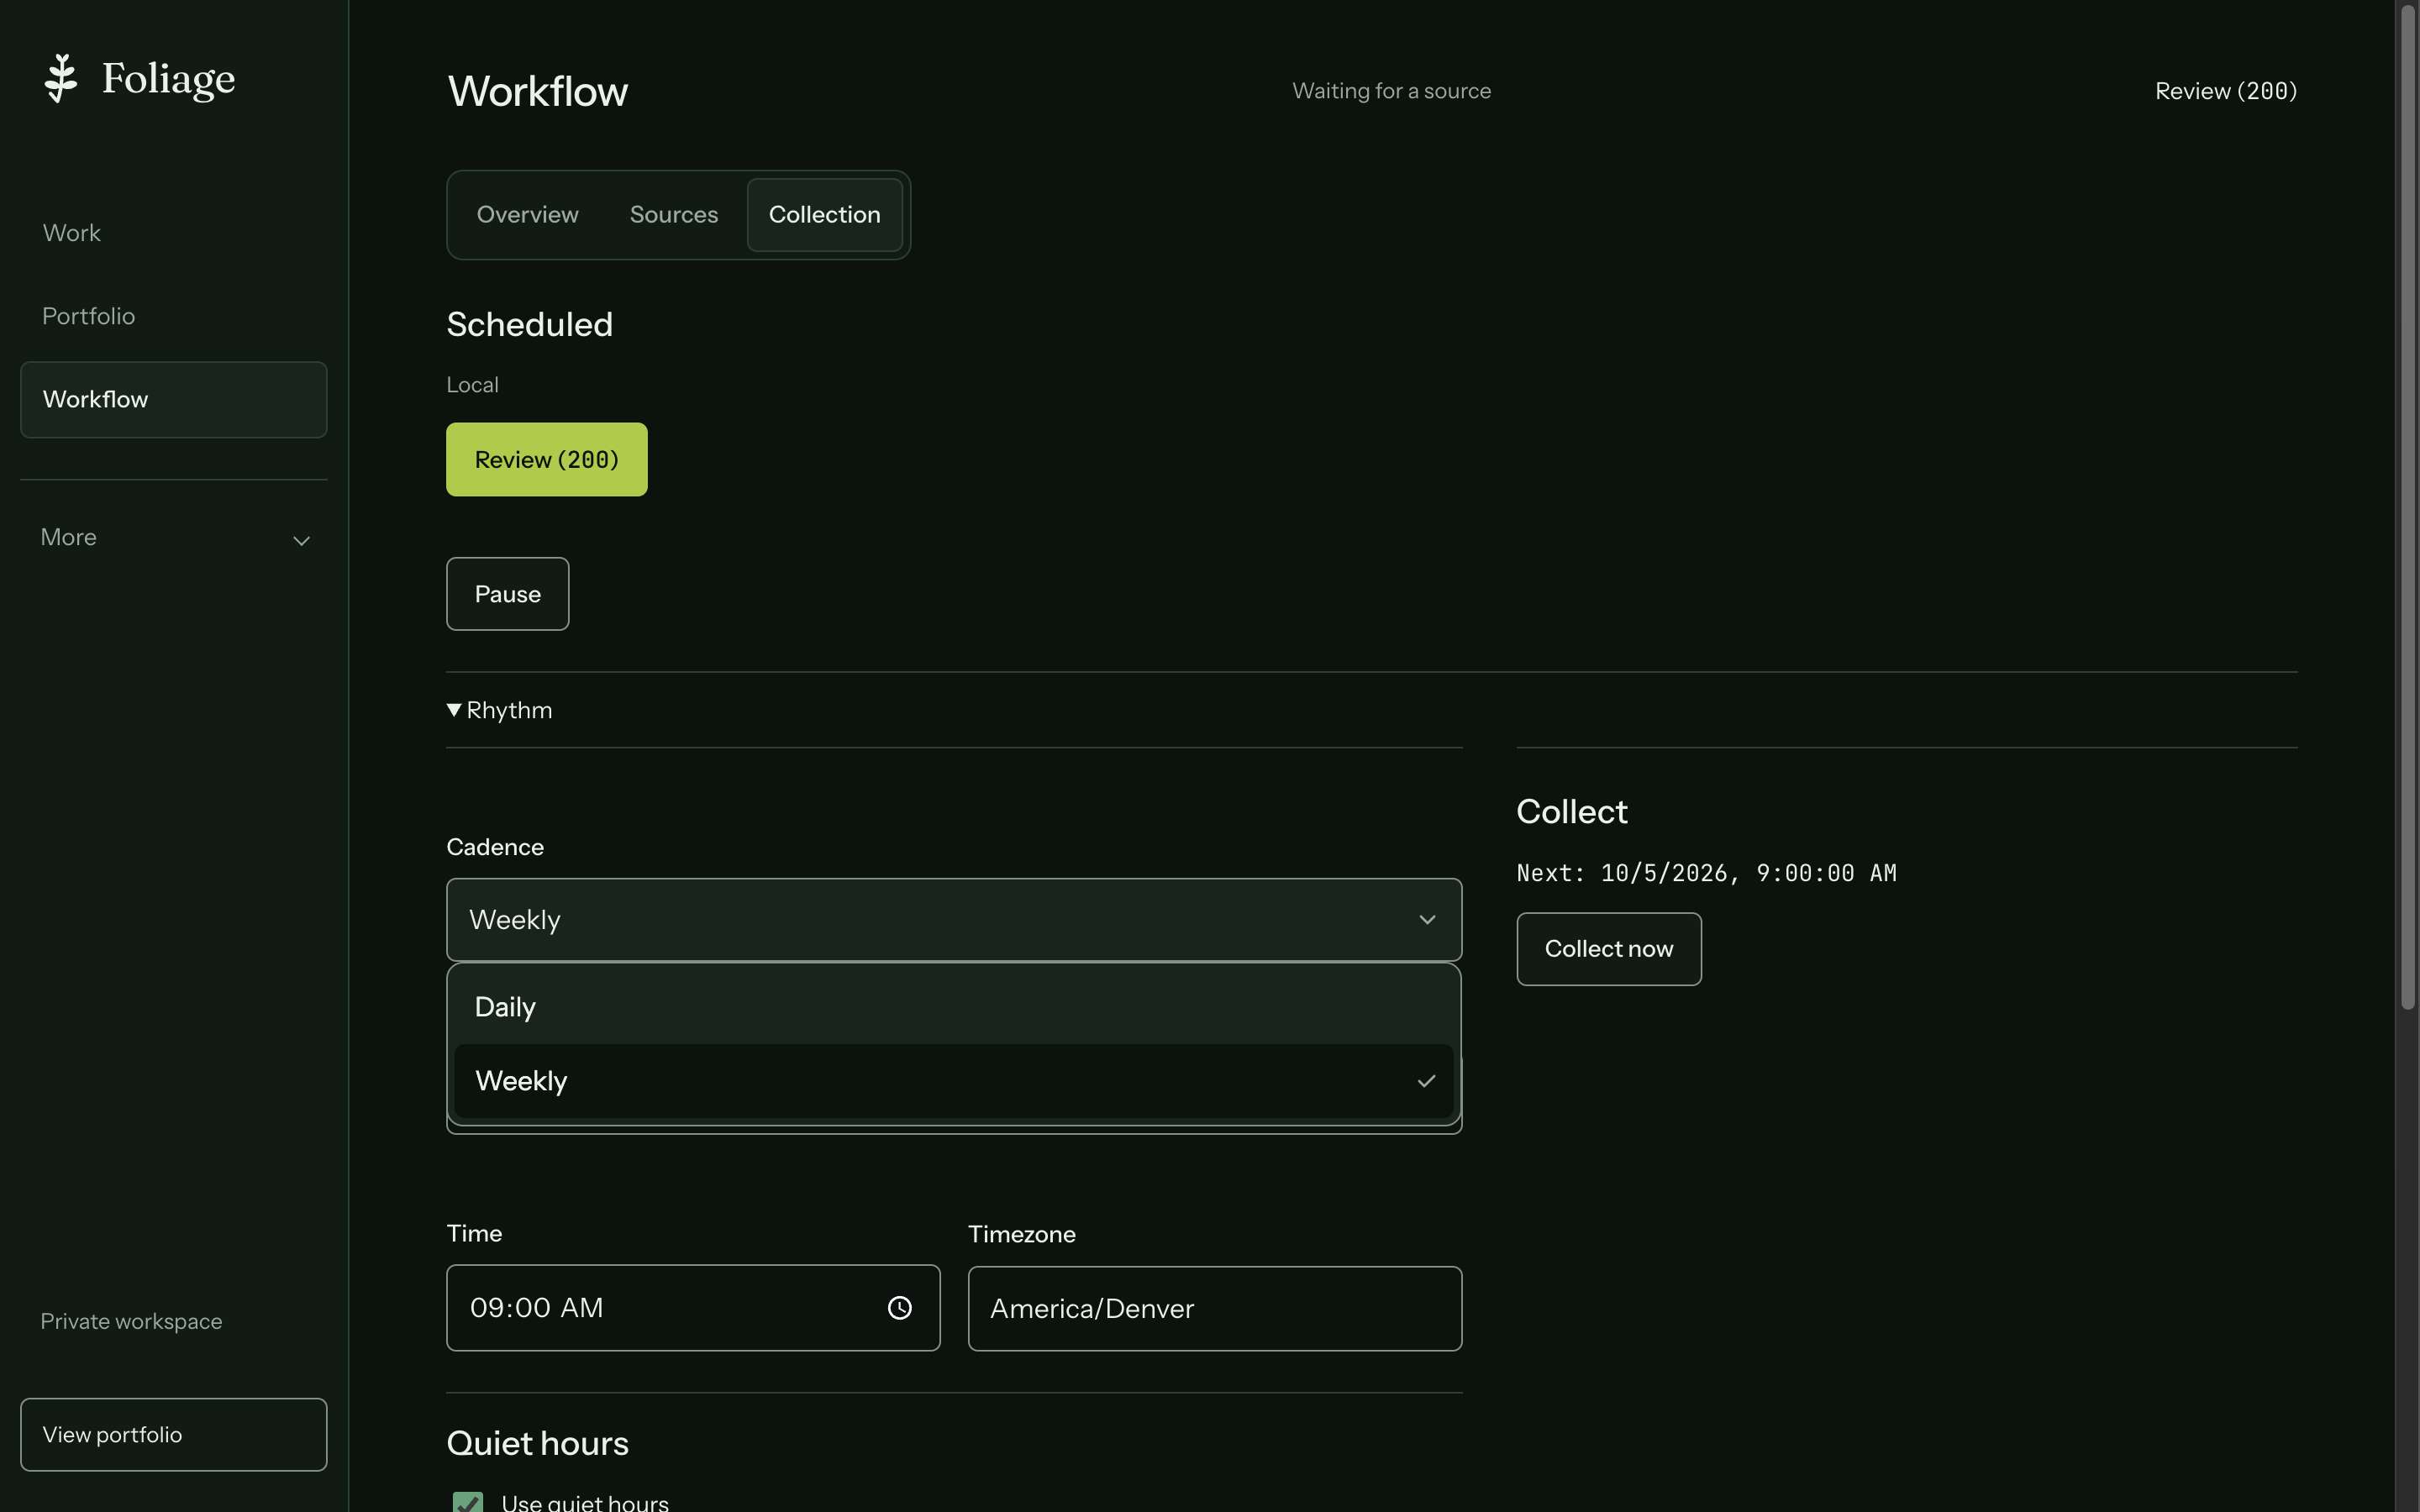 Foliage
Work
Portfolio
Workflow
More
Private workspace
View portfolio
Workflow
Waiting for a source
Review (200)
Overview
Sources
Collection
Scheduled
Local
Review (200)
Pause
Rhythm
Cadence
Weekly
Daily
Weekly
Time
09:00 AM
Timezone
America/Denver
Quiet hours
Use quiet hours
Collect
Next: 10/5/2026, 9:00:00 AM
Collect now